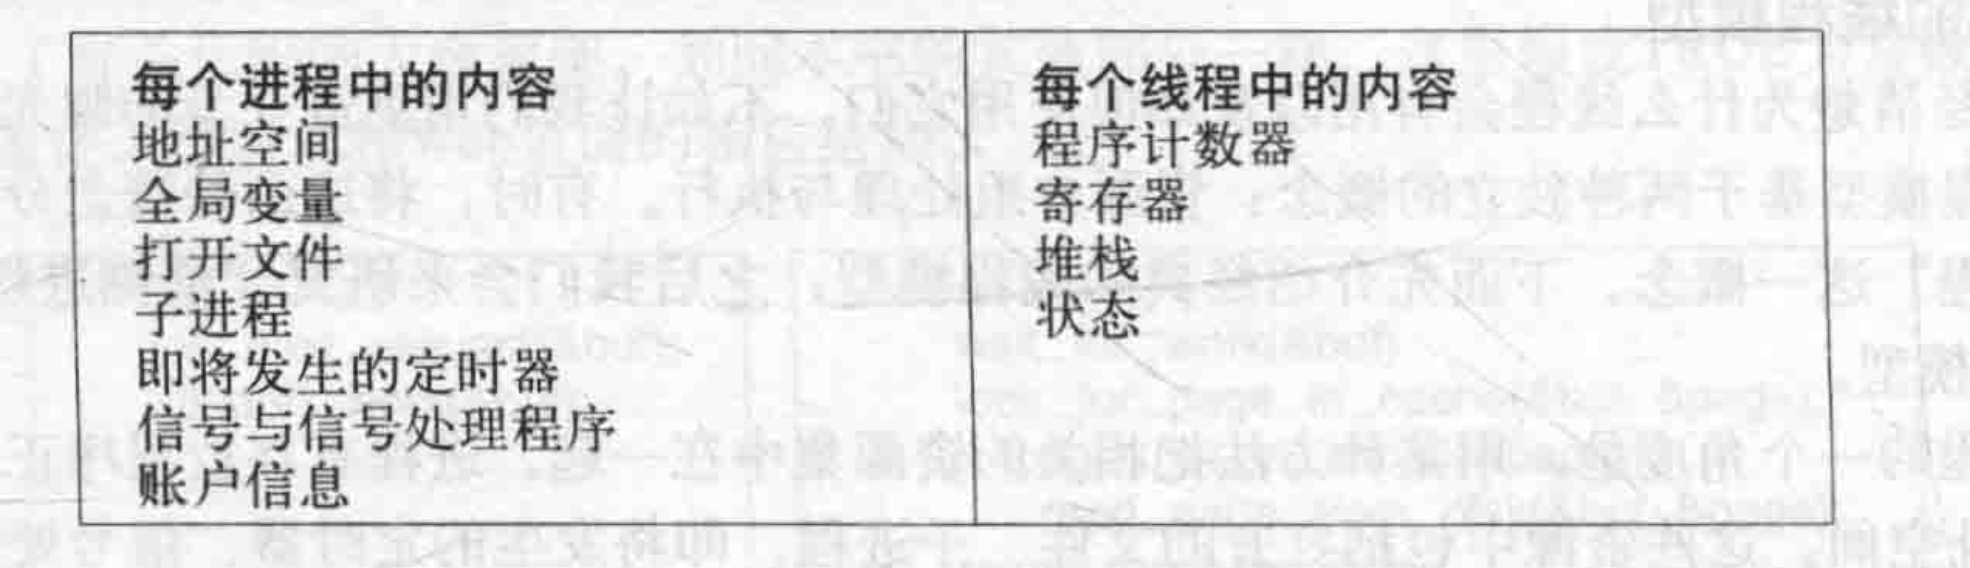 每个进程中的内容
地址空间
全局变量
打开文件
子进程
即将发生的定时器
信号与信号处理程序
账户信息
每个线程中的内容
程序计数器
寄存器
堆栈
状态